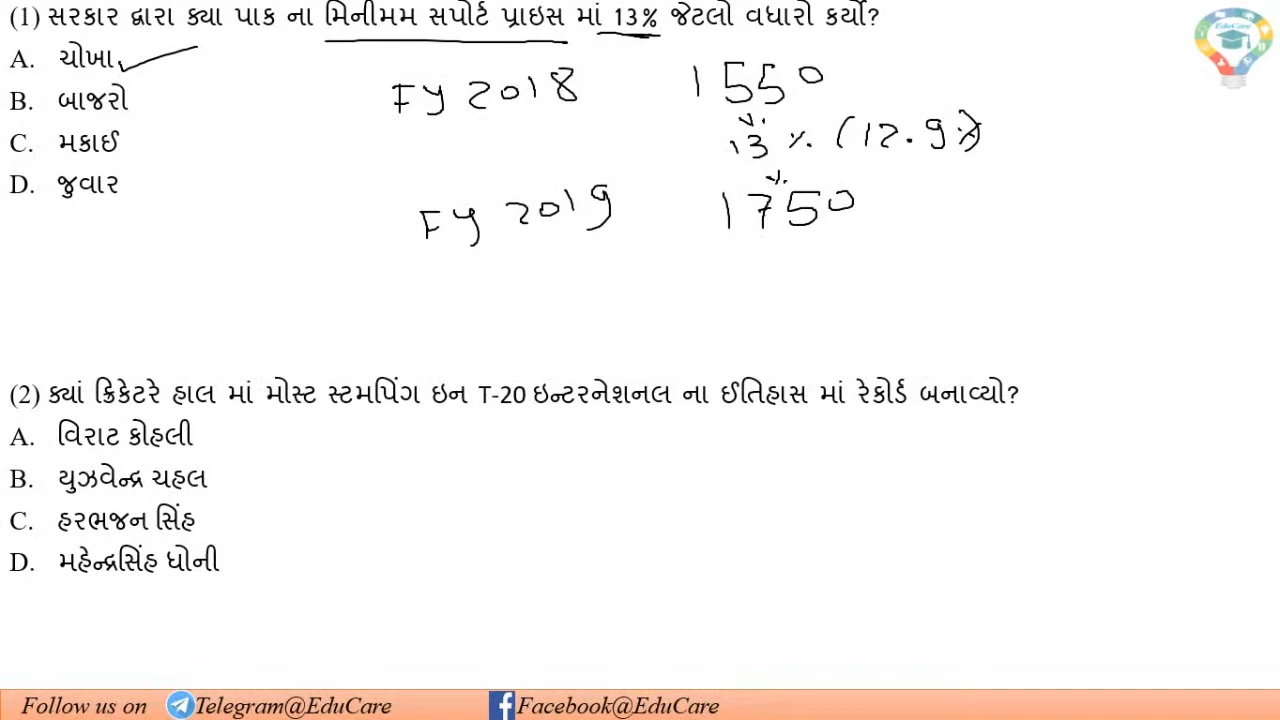 (1) સરકાર દ્વારા ક્યા પાક ના મિનીમમ સપોર્ટ પ્રાઇસ માં 13% જેટલો વધારો કર્યો?
A. ચોખા
B. બાજરો
C. મકાઈ
D. જુવાર
FY 2018 1550
13 % (12.9%)
FY 2019 1750
EduCare
(2) ક્યાં ક્રિકેટરે હાલ માં મોસ્ટ સ્ટમપિંગ ઇન T-20 ઇન્ટરનેશનલ ના ઈતિહાસ માં રેકોર્ડ બનાવ્યો?
A. વિરાટ કોહલી
B. યુઝવેન્દ્ર ચહલ
C. હરભજન સિંહ
D. મહેન્દ્રસિંહ ધોની
Follow us on Telegram@EduCare Facebook@EduCare